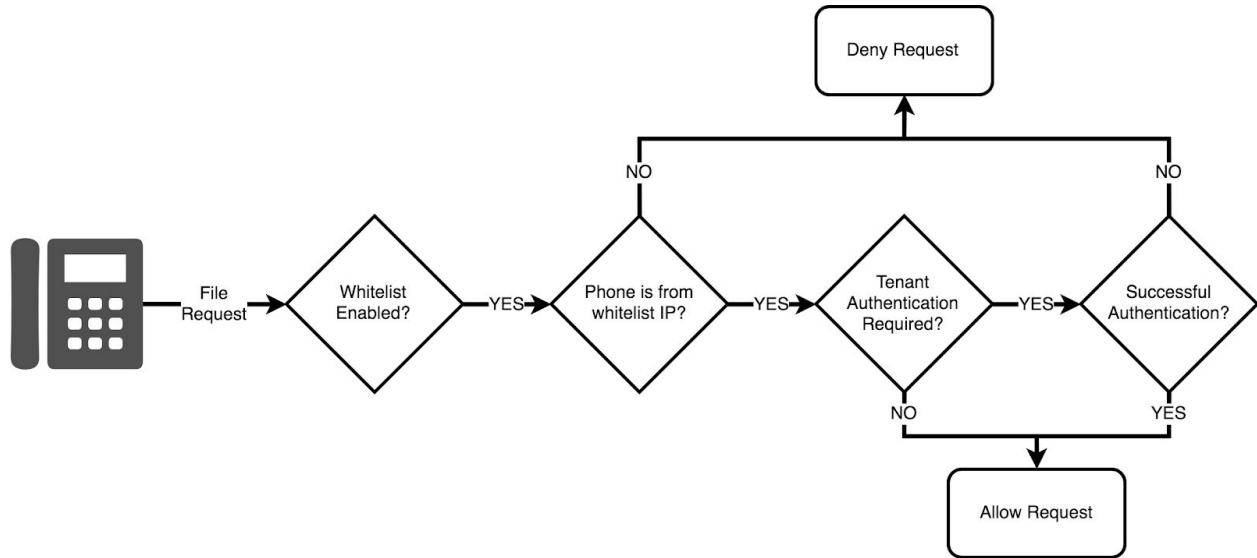 Deny Request
NO
NO
File
Request
Whitelist
Enabled?
YES
Phone is from
whitelist IP?
YES
Tenant
Authentication
Required?
YES
Successful
Authentication?
NO
YES
Allow Request